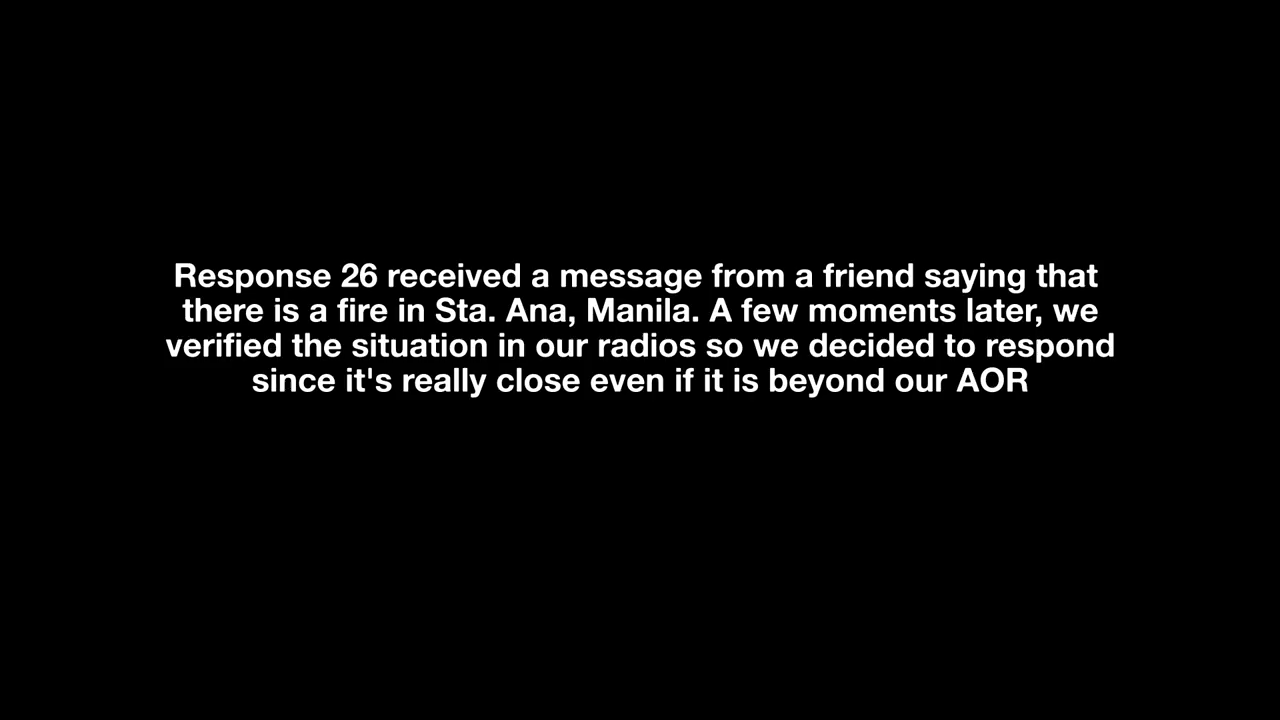 Response 26 received a message from a friend saying that
there is a fire in Sta. Ana, Manila. A few moments later, we
verified the situation in our radios so we decided to respond
since it's really close even if it is beyond our AOR